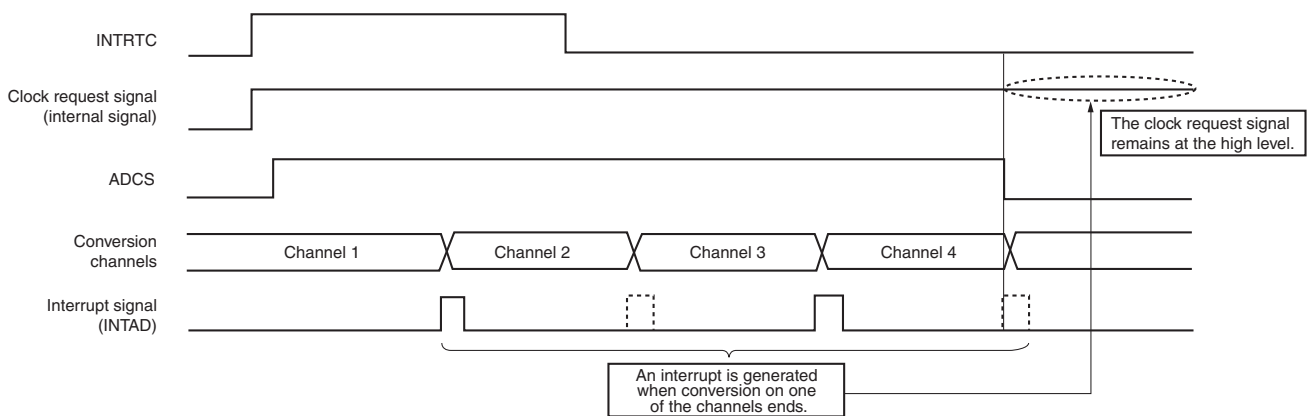 INTRTC
Clock request signal
(internal signal)
The clock request signal
remains at the high level.
ADCS
Conversion
channels
Channel 1
Channel 2
Channel 3
Channel 4
Interrupt signal
(INTAD)
An interrupt is generated
when conversion on one
of the channels ends.